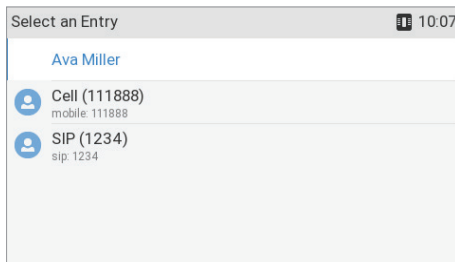 Select an Entry 10:07
Ava Miller
Cell (111888)
mobile: 111888
SIP (1234)
sip: 1234